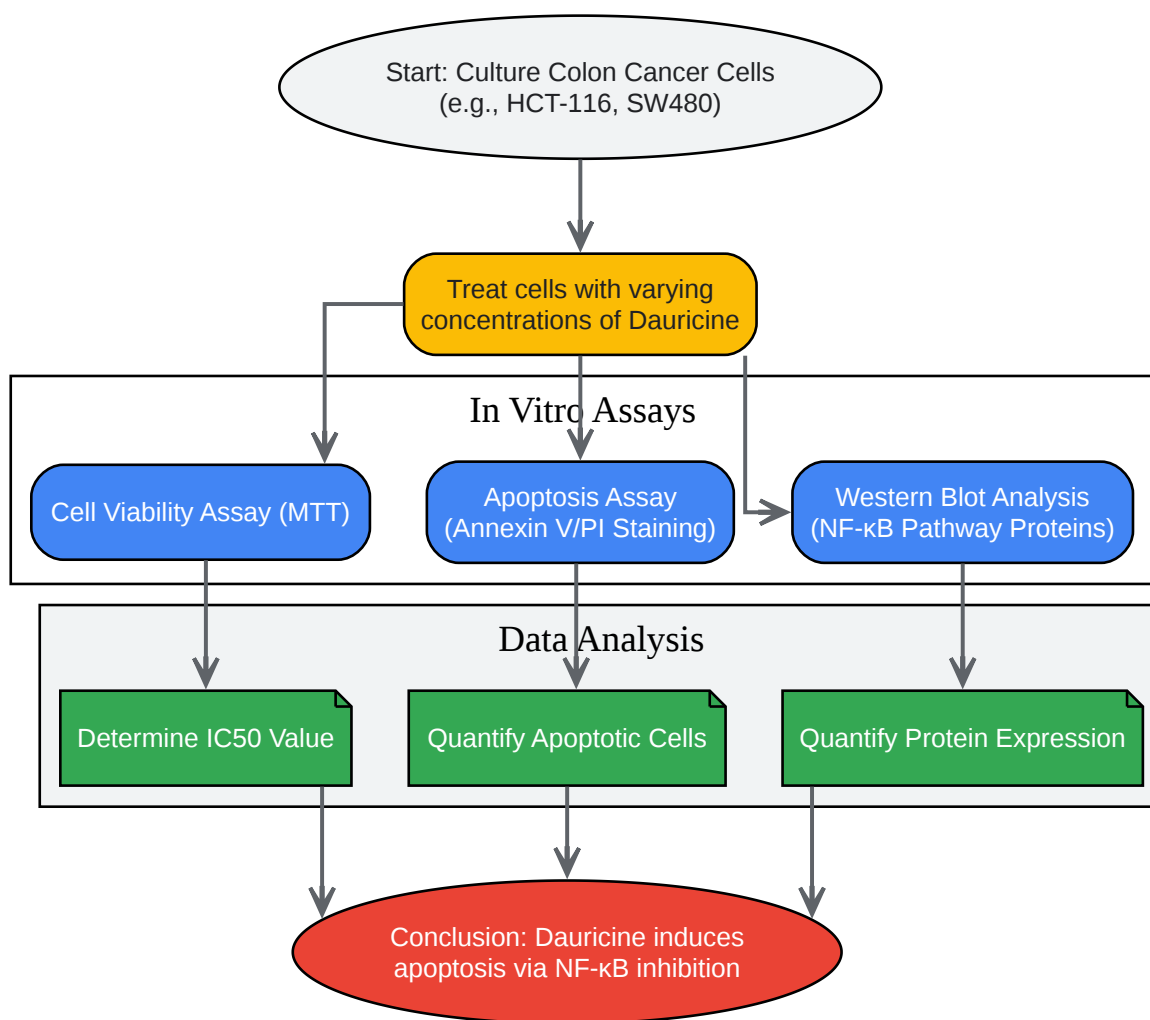 Start: Culture Colon Cancer Cells
(e.g., HCT-116, SW480)
Treat cells with varying
concentrations of Dauricine
In Vitro Assays
Cell Viability Assay (MTT)
Apoptosis Assay
(Annexin V/PI Staining)
Western Blot Analysis
(NF-κB Pathway Proteins)
Data Analysis
Determine IC50 Value
Quantify Apoptotic Cells
Quantify Protein Expression
Conclusion: Dauricine induces
apoptosis via NF-κB inhibition